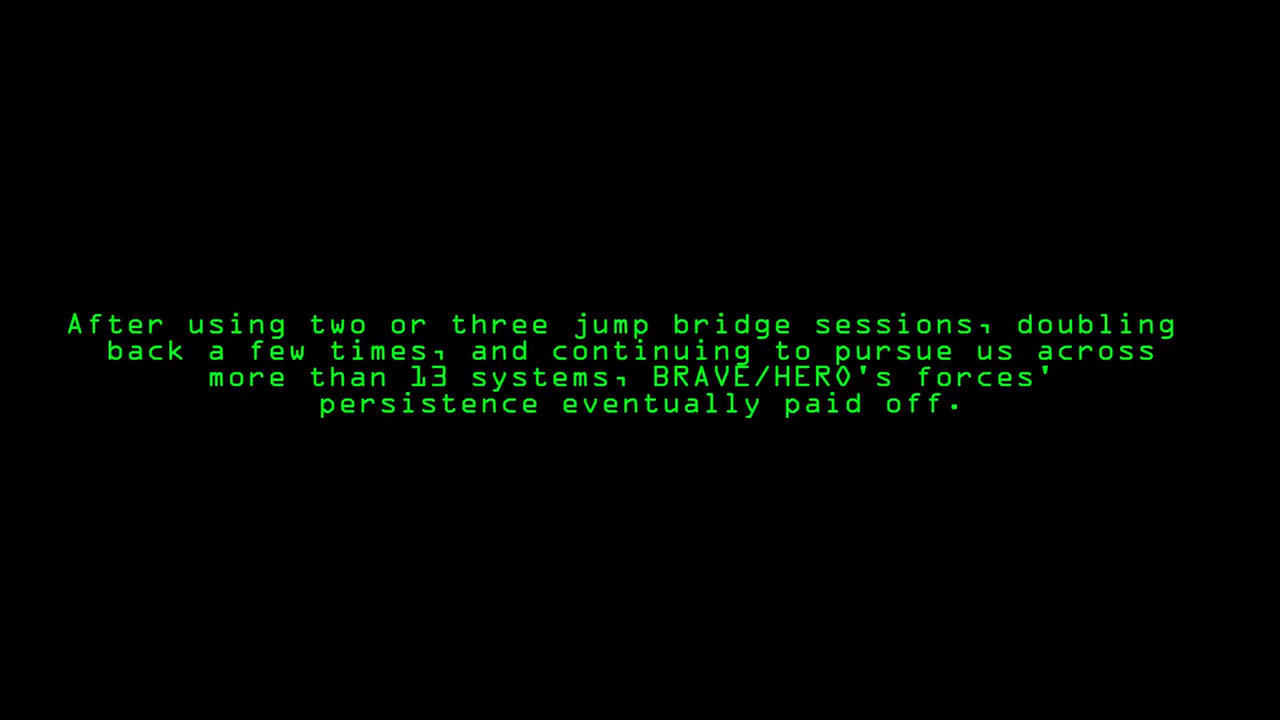 After using two or three jump bridge sessions, doubling
back a few times, and continuing to pursue us across
more than 13 systems, BRAVE/HERO's forces'
persistence eventually paid off.